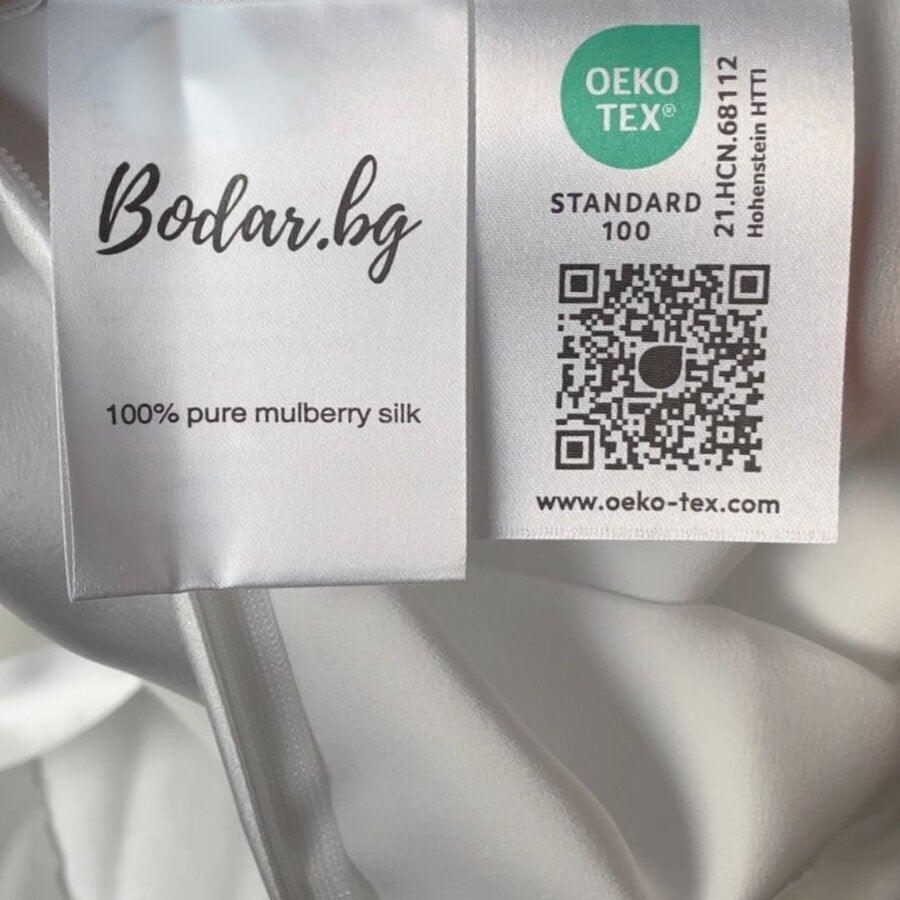 Bodar.bg
100% pure mulberry silk
OEKO
TEX®
STANDARD
100
21.HCN.68112
Hohenstein HTTI
www.oeko-tex.com